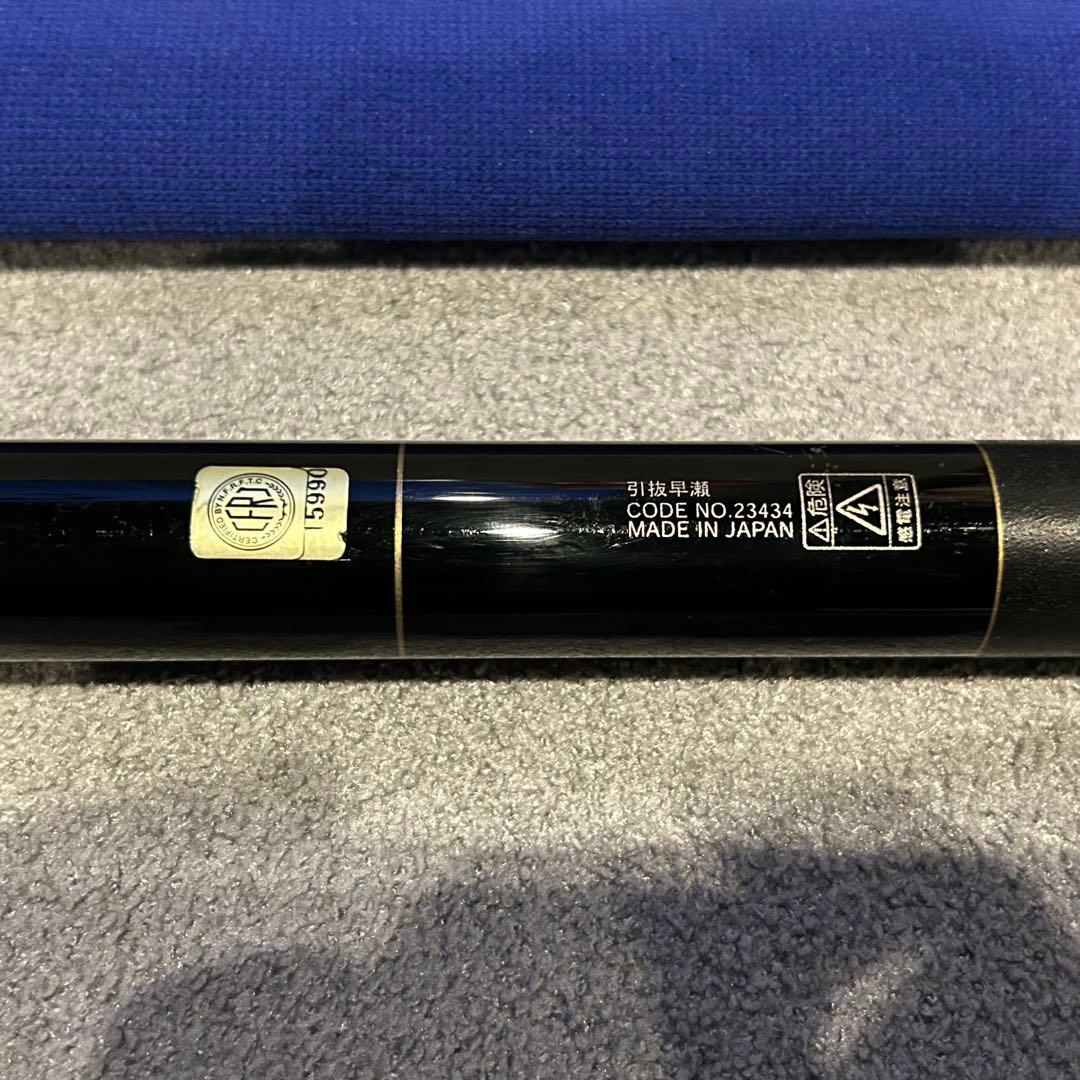 CERTIFIED BY N.F.R.F.T.C
CFRJ
15990
引抜早瀬
CODE NO.23434
MADE IN JAPAN
危険
感電注意